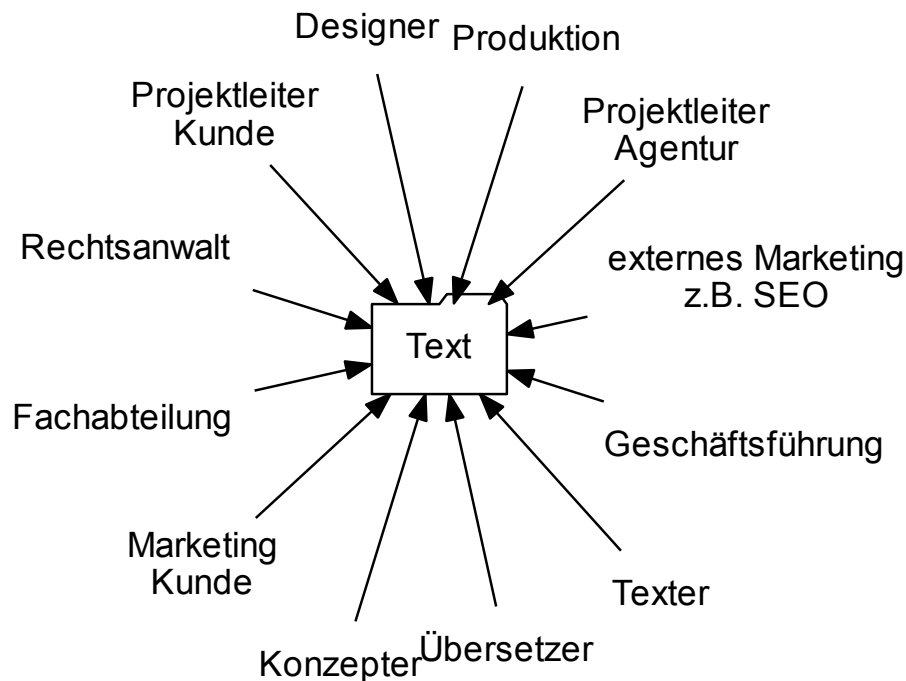 Designer
Produktion
Projektleiter
Kunde
Projektleiter
Agentur
Rechtsanwalt
externes Marketing
z.B. SEO
Text
Fachabteilung
Geschäftsführung
Marketing
Kunde
Texter
Konzepter
Übersetzer